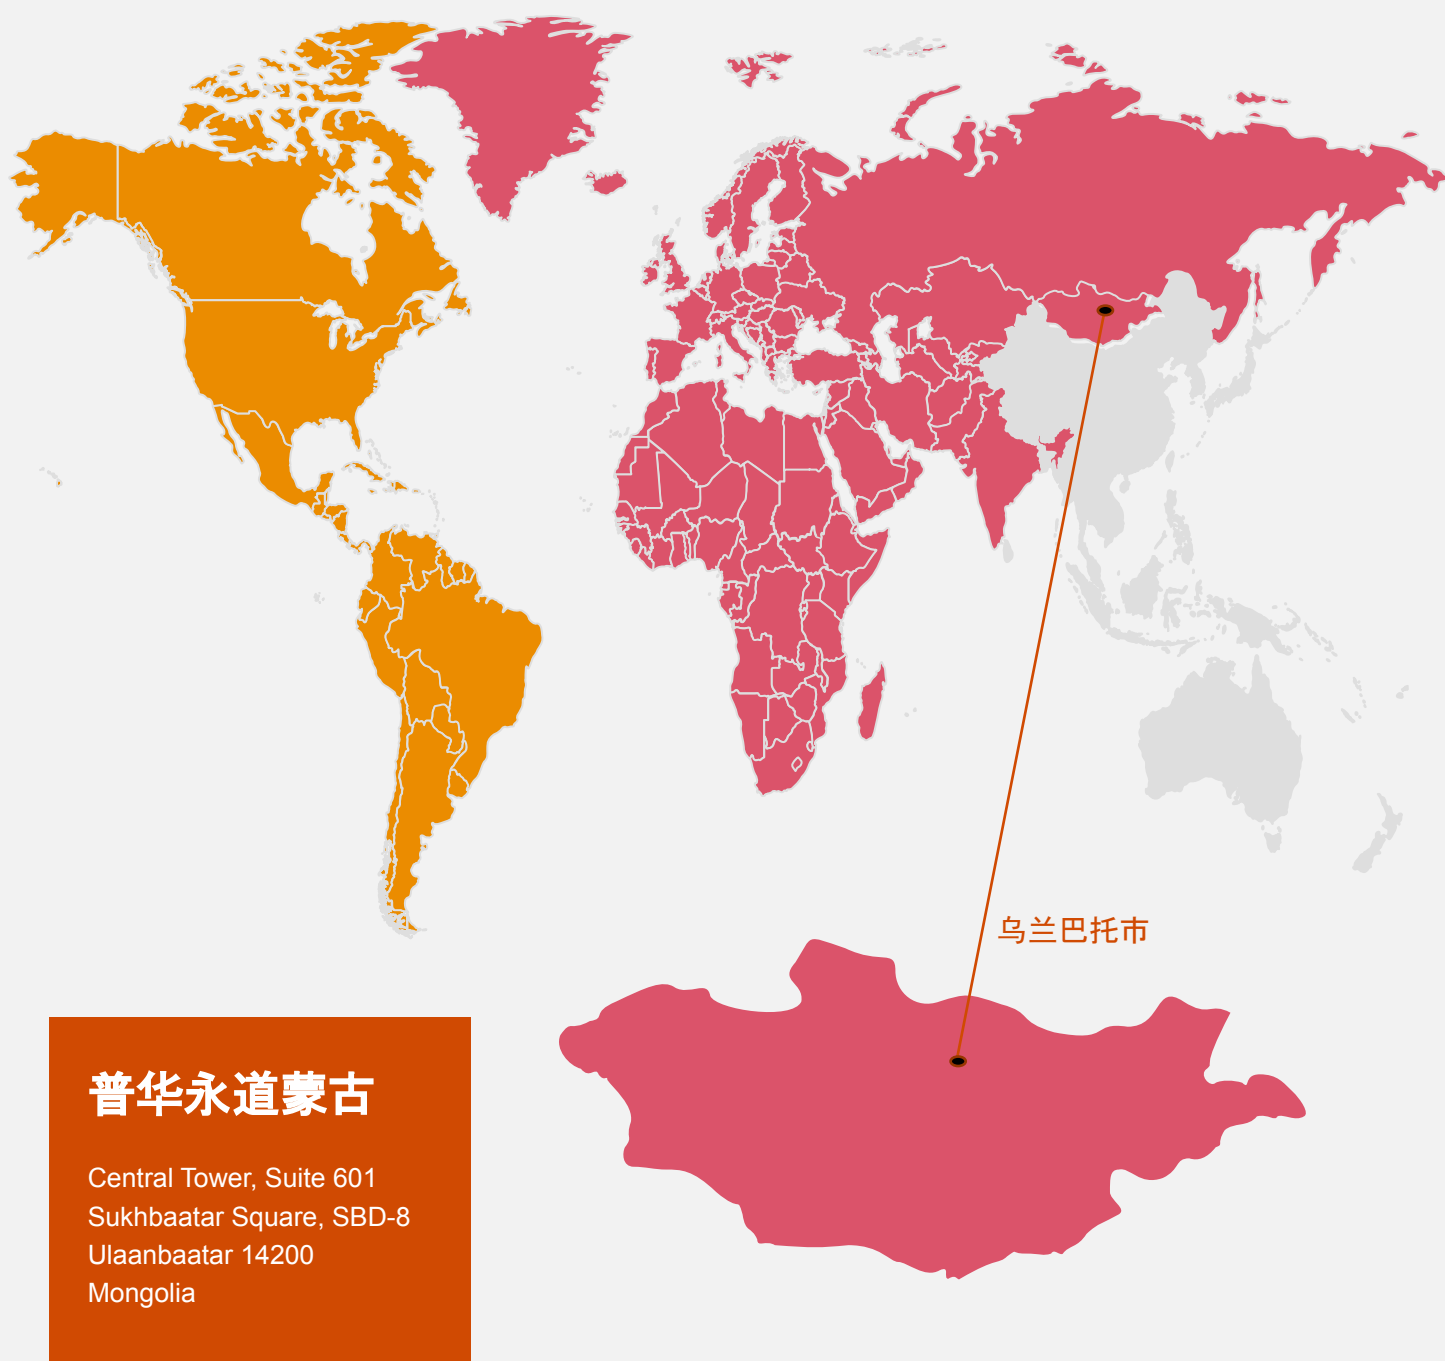 乌兰巴托市
普华永道蒙古
Central Tower, Suite 601
Sukhbaatar Square, SBD-8
Ulaanbaatar 14200
Mongolia